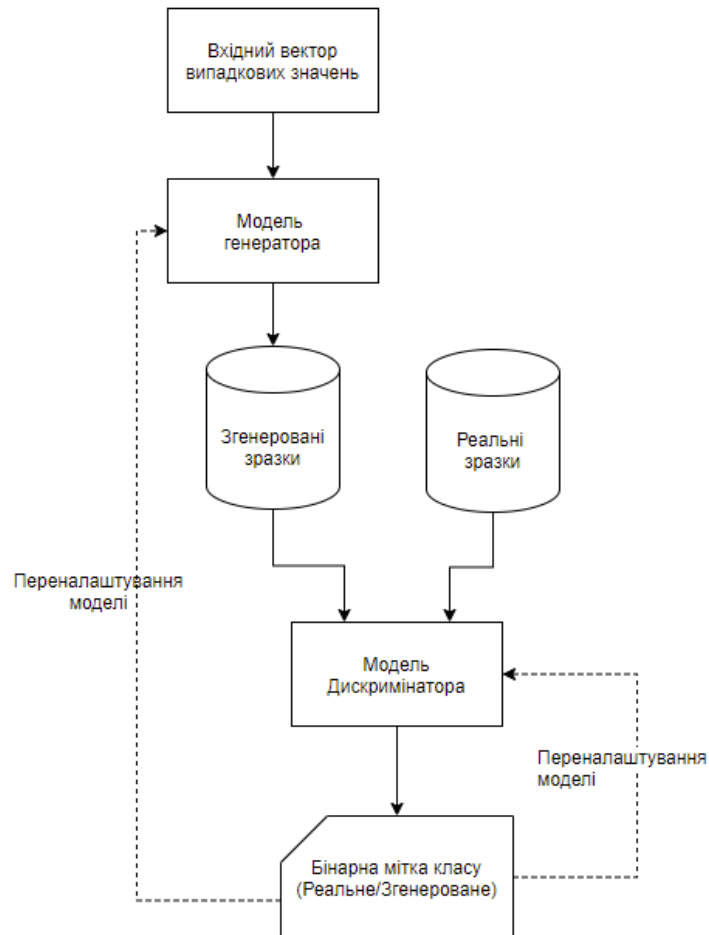 Вхідний вектор
випадкових значень
Модель
генератора
Згенеровані
зразки
Реальні
зразки
Переналаштування
моделі
Модель
Дискримінатора
Переналаштування
моделі
Бінарна мітка класу
(Реальне/Згенероване)